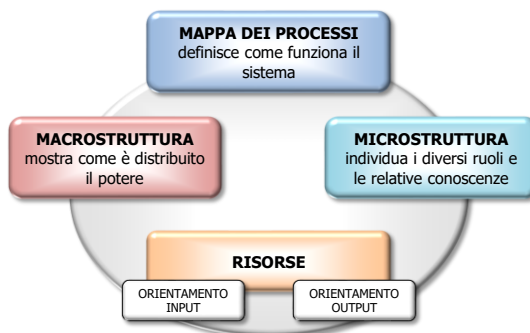 MAPPA DEI PROCESSI
definisce come funziona il
sistema
MACROSTRUTTURA
mostra come è distribuito
il potere
MICROSTRUTTURA
individua i diversi ruoli e
le relative conoscenze
RISORSE
ORIENTAMENTO
INPUT
ORIENTAMENTO
OUTPUT